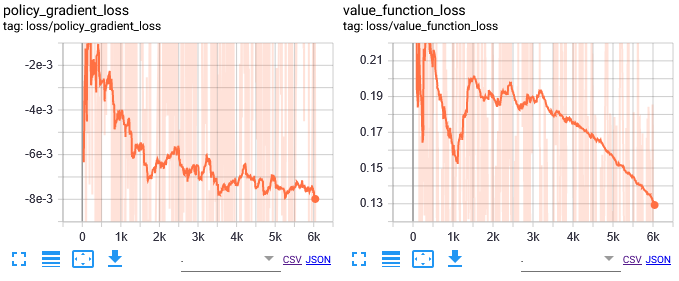 policy_gradient_loss
tag: loss/policy_gradient_loss
-2e-3
-4e-3
-6e-3
-8e-3
0 1k 2k 3k 4k 5k 6k
. CSV JSON
value_function_loss
tag: loss/value_function_loss
0.21
0.19
0.17
0.15
0.13
0 1k 2k 3k 4k 5k 6k
. CSV JSON